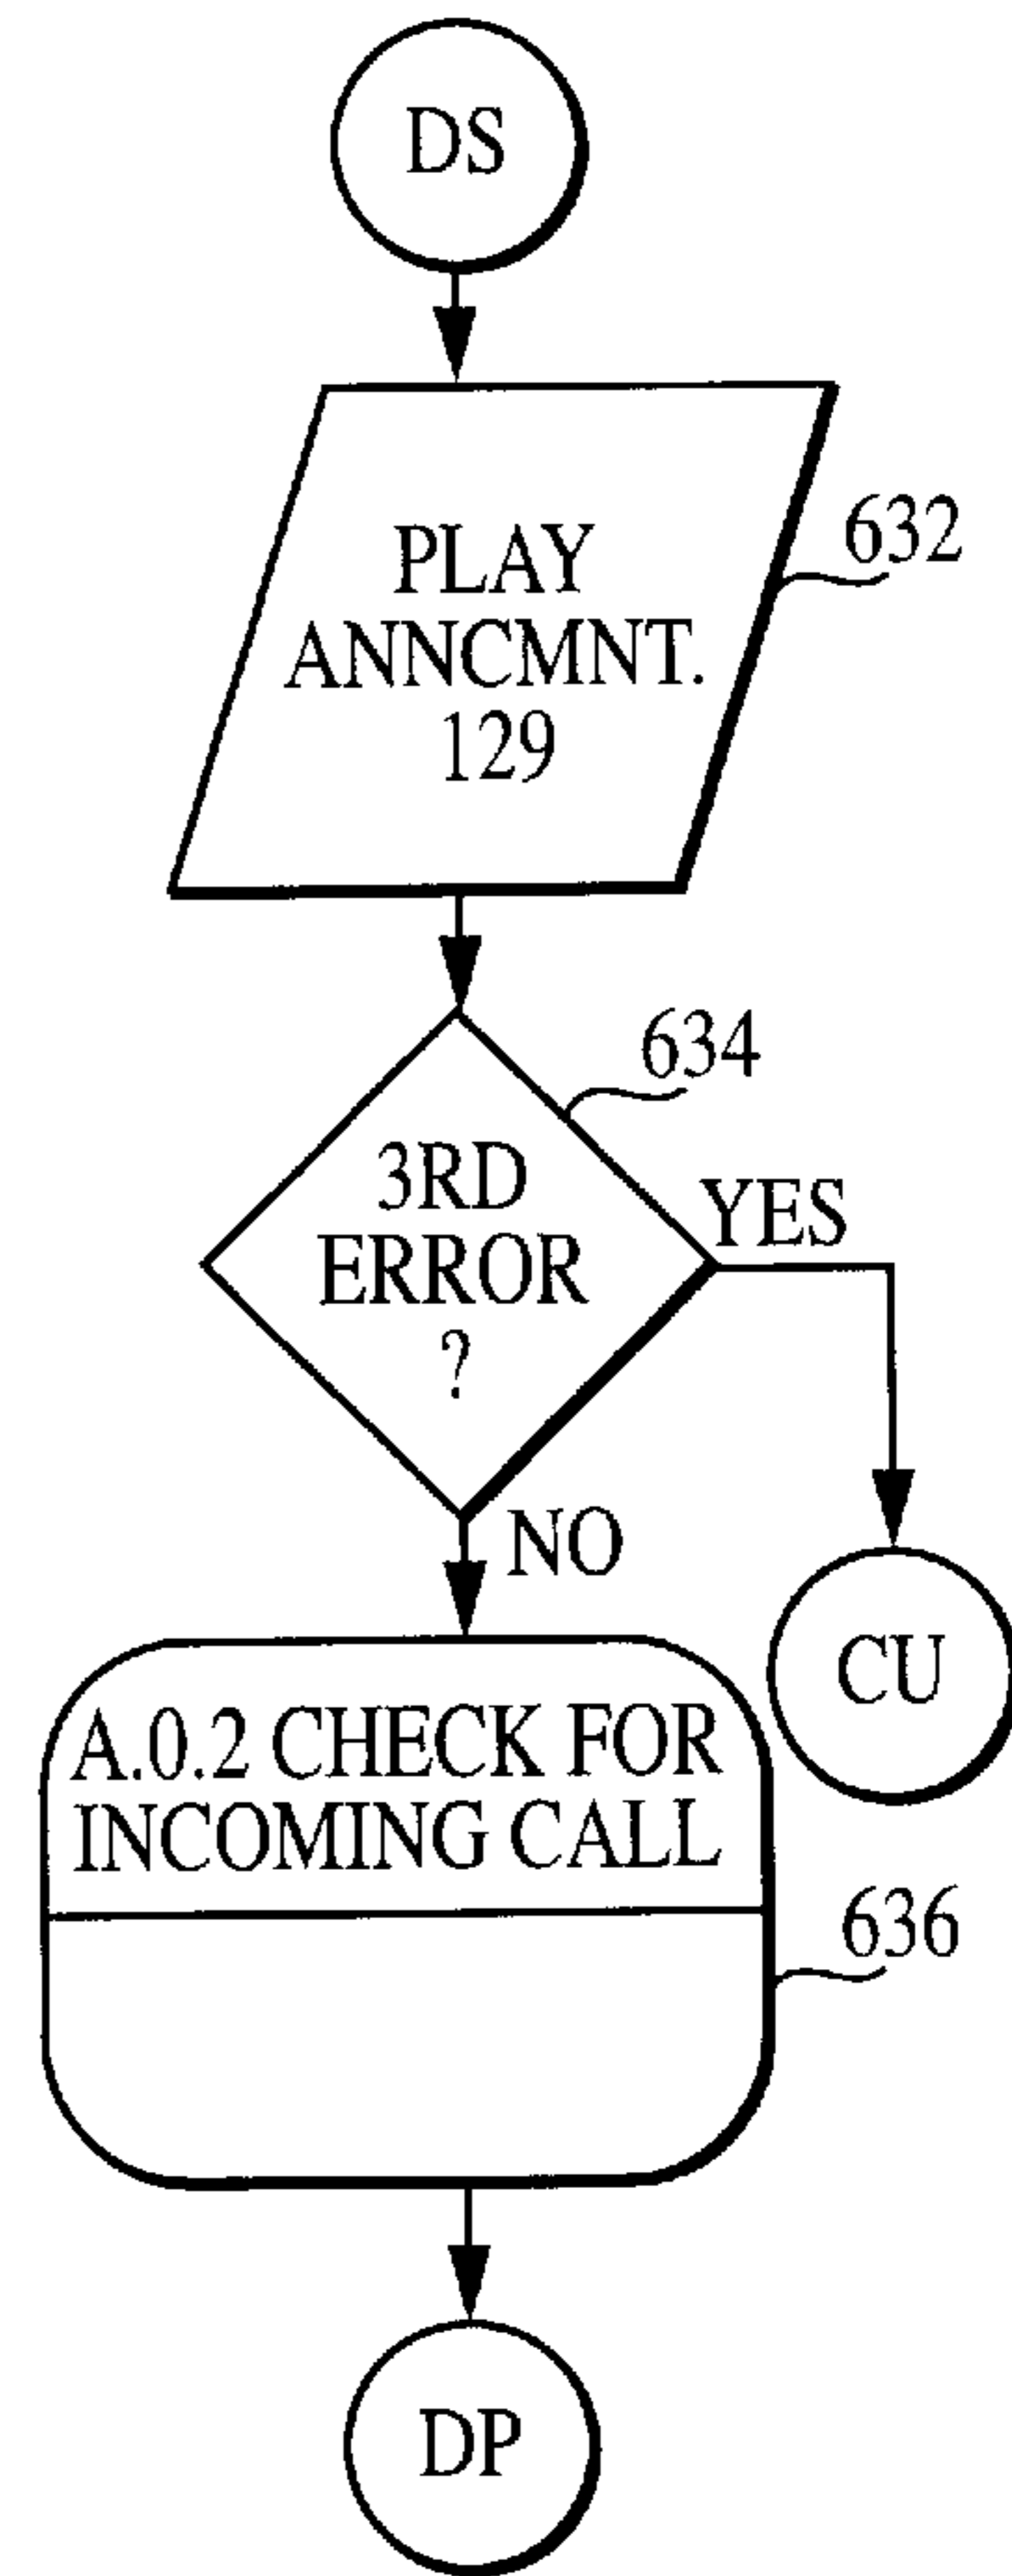 DS
PLAY
ANNCMNT.
129
632
634
3RD
ERROR
?
YES
NO
CU
A.0.2 CHECK FOR
INCOMING CALL
636
DP